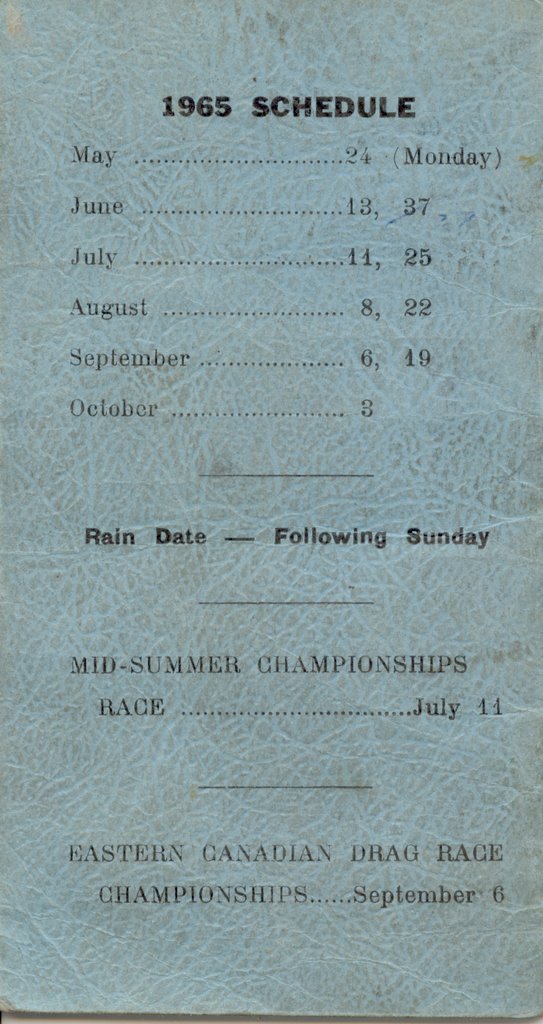 1965 SCHEDULE
May ............................24 (Monday)
June ...........................13, 37
July ............................11, 25
August ........................ 8, 22
September ................... 6, 19
October ....................... 3
Rain Date — Following Sunday
MID-SUMMER CHAMPIONSHIPS
RACE ...............................July 11
EASTERN CANADIAN DRAG RACE
CHAMPIONSHIPS......September 6